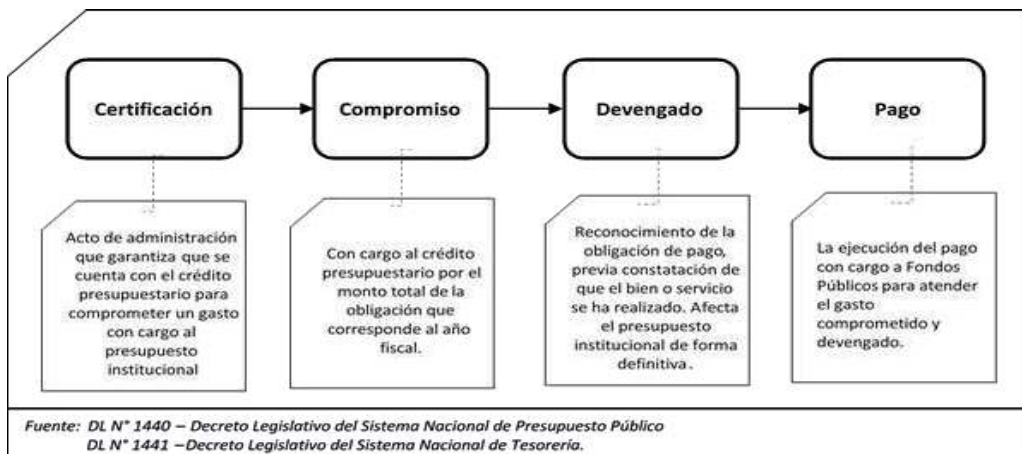 Certificación
Compromiso
Devengado
Pago
Acto de administración
que garantiza que se
cuenta con el crédito
presupuestario para
comprometer un gasto
con cargo al
presupuesto
institucional
Con cargo al crédito
presupuestario por el
monto total de la
obligación que
corresponde al año
fiscal.
Reconocimiento de la
obligación de pago,
previa constatación de
que el bien o servicio
se ha realizado. Afecta
el presupuesto
institucional de forma
definitiva.
La ejecución del pago
con cargo a Fondos
Públicos para atender
el gasto
comprometido y
devengado.
Fuente: DL N° 1440 – Decreto Legislativo del Sistema Nacional de Presupuesto Público
DL N° 1441 –Decreto Legislativo del Sistema Nacional de Tesorería.